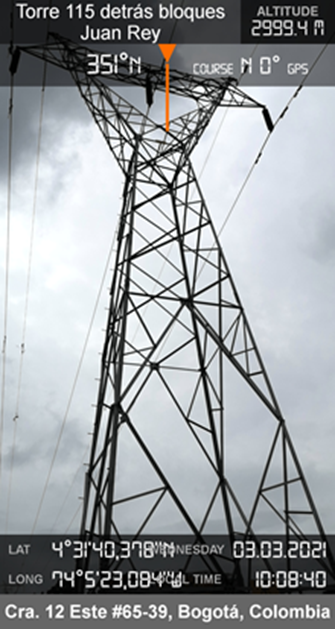 Torre 115 detrás bloques
Juan Rey
ALTITUDE
2999.4 M
351°N
COURSE N 0° GPS
LAT 4°31'40,378"N WEDNESDAY 03.03.2021
LONG 74°5'23,084"W LOCAL TIME 10:08:40
Cra. 12 Este #65-39, Bogotá, Colombia